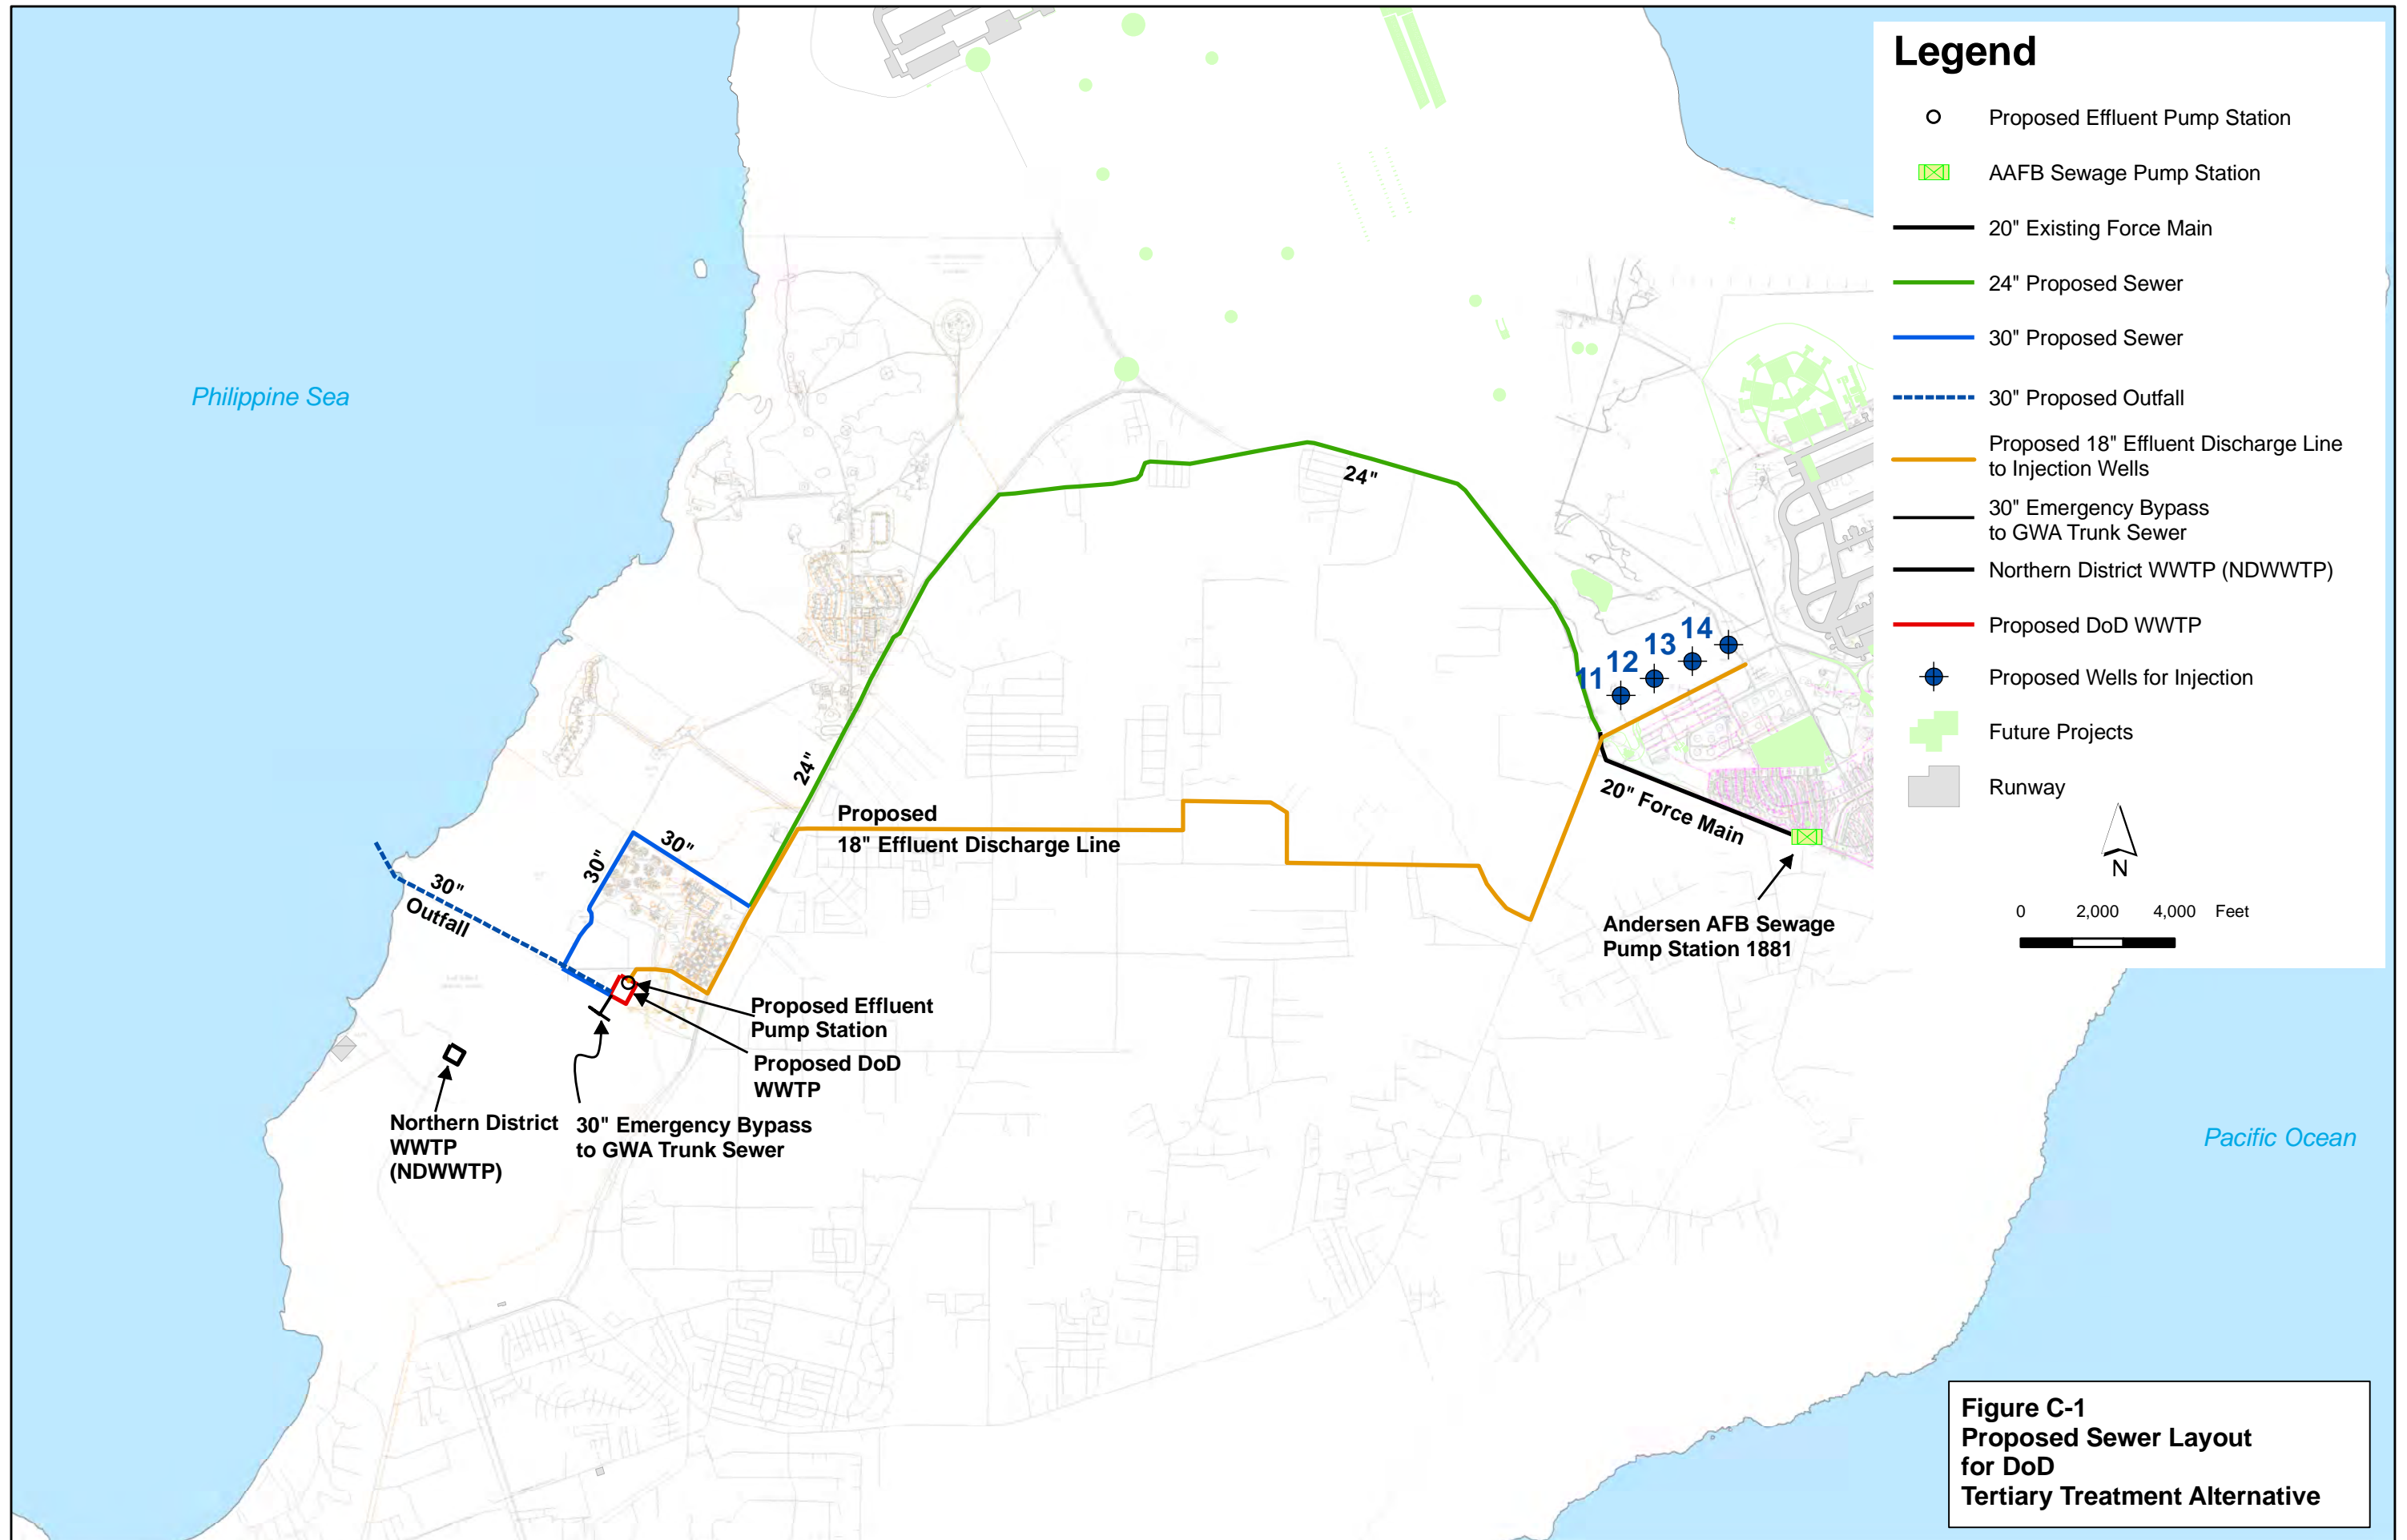 Legend
Proposed Effluent Pump Station
AAFB Sewage Pump Station
20" Existing Force Main
24" Proposed Sewer
30" Proposed Sewer
30" Proposed Outfall
Proposed 18" Effluent Discharge Line
to Injection Wells
30" Emergency Bypass
to GWA Trunk Sewer
Northern District WWTP (NDWWTP)
Proposed DoD WWTP
Proposed Wells for Injection
Future Projects
Runway
N
0 2,000 4,000 Feet
Philippine Sea
24"
14
13
12
11
24"
Proposed
18" Effluent Discharge Line
20" Force Main
30"
30"
30"
Outfall
Andersen AFB Sewage
Pump Station 1881
Proposed Effluent
Pump Station
Proposed DoD
WWTP
Northern District
WWTP
(NDWWTP)
30" Emergency Bypass
to GWA Trunk Sewer
Pacific Ocean
Figure C-1
Proposed Sewer Layout
for DoD
Tertiary Treatment Alternative